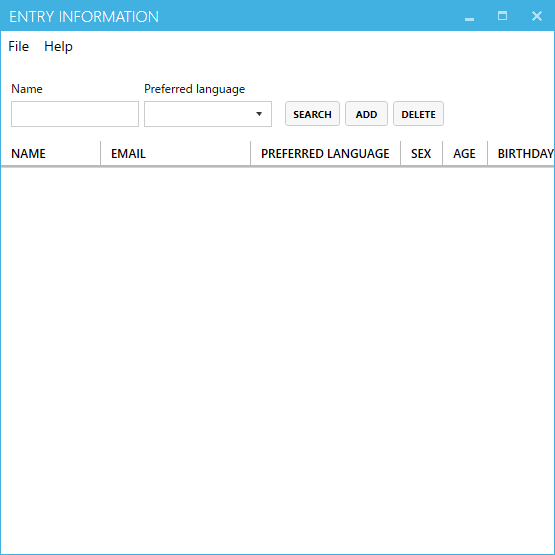 ENTRY INFORMATION
File Help
Name Preferred language
SEARCH ADD DELETE
NAME EMAIL PREFERRED LANGUAGE SEX AGE BIRTHDAY